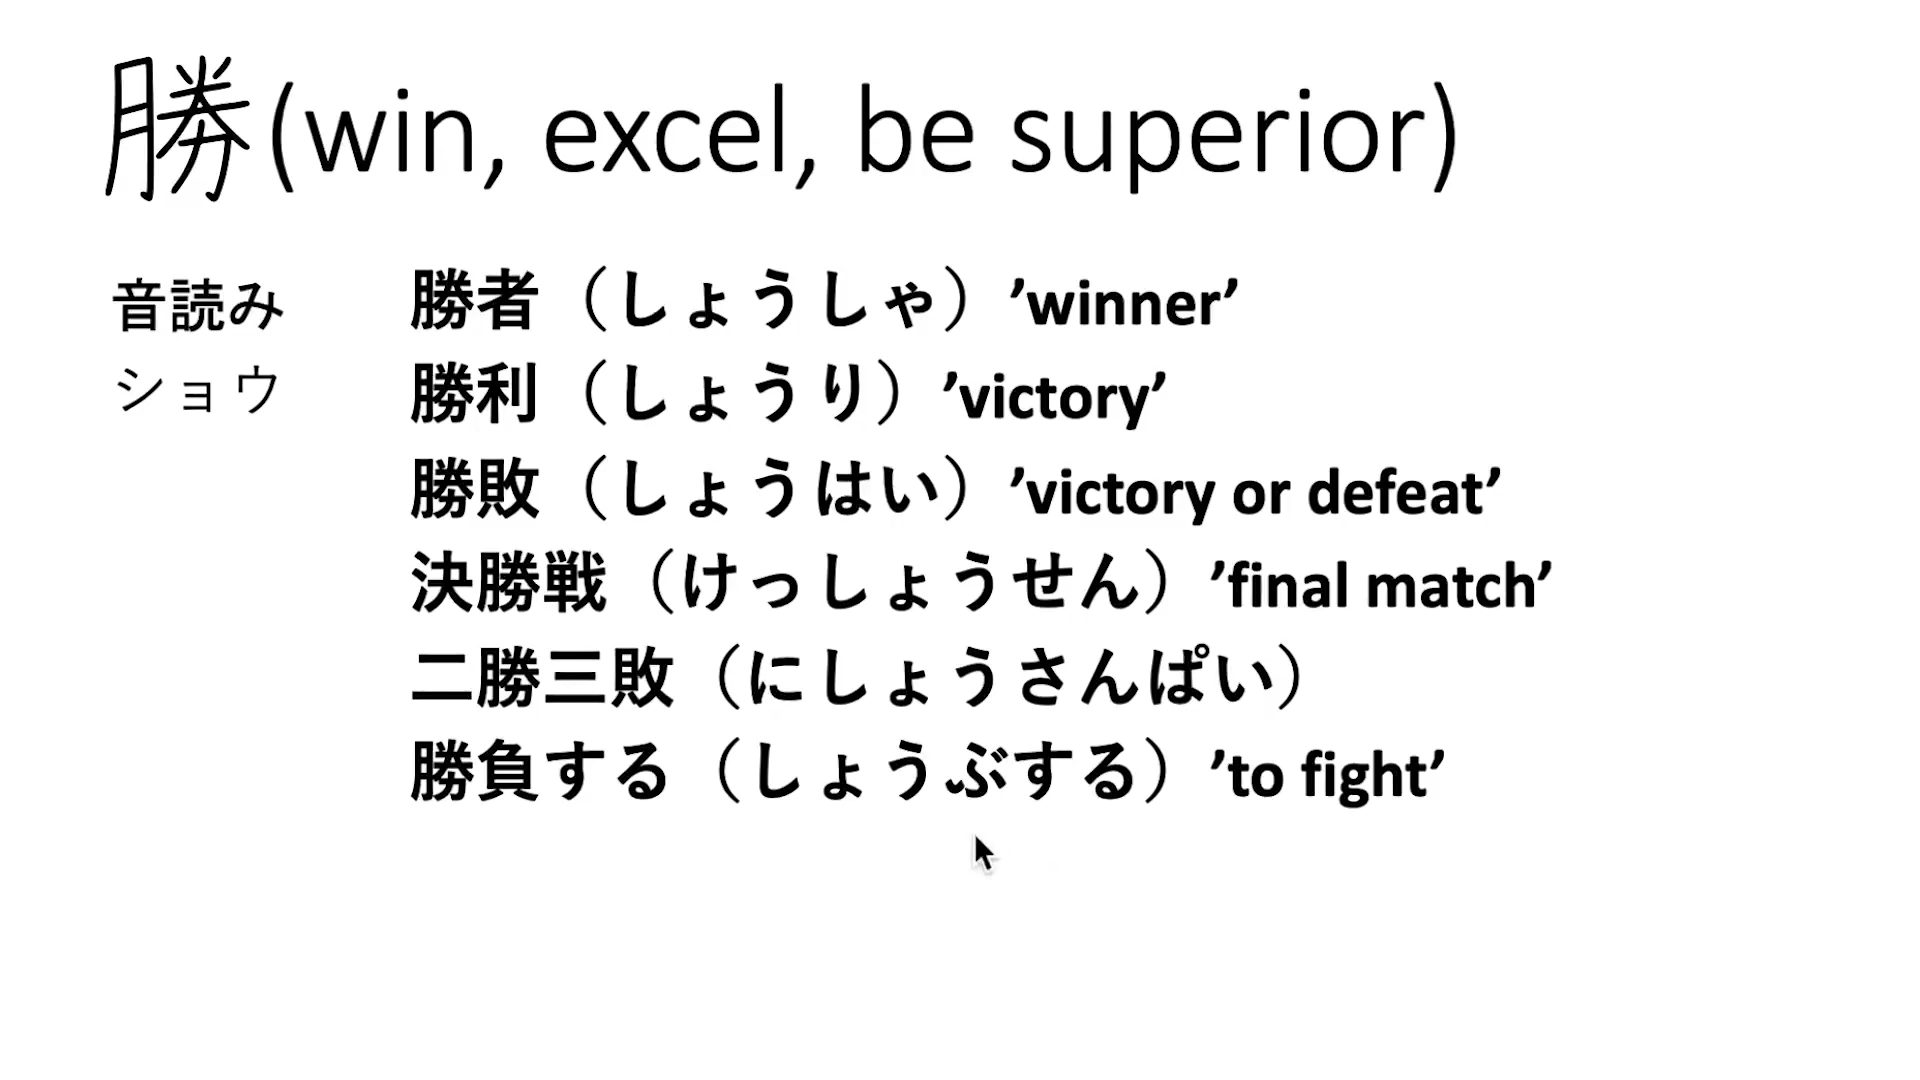 勝(win, excel, be superior)
音読み
ショウ
勝者（しょうしゃ）’winner’
勝利（しょうり）’victory’
勝敗（しょうはい）’victory or defeat’
決勝戦（けっしょうせん）’final match’
二勝三敗（にしょうさんぱい）
勝負する（しょうぶする）’to fight’